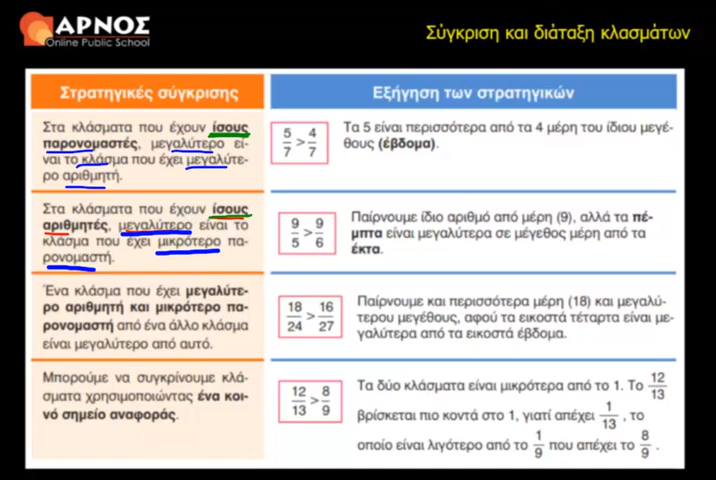 ΑΡΝΟΣ
Online Public School
Σύγκριση και διάταξη κλασμάτων
Στρατηγικές σύγκρισης
Εξήγηση των στρατηγικών
Στα κλάσματα που έχουν ίσους
παρονομαστές, μεγαλύτερο εί-
ναι το κλάσμα που έχει μεγαλύτε-
ρο αριθμητή.
5/7 > 4/7
Τα 5 είναι περισσότερα από τα 4 μέρη του ίδιου μεγέ-
θους (έβδομα).
Στα κλάσματα που έχουν ίσους
αριθμητές, μεγαλύτερο είναι το
κλάσμα που έχει μικρότερο πα-
ρονομαστή.
9/5 > 9/6
Παίρνουμε ίδιο αριθμό από μέρη (9), αλλά τα πέ-
μπτα είναι μεγαλύτερα σε μέγεθος μέρη από τα
έκτα.
Ένα κλάσμα που έχει μεγαλύτε-
ρο αριθμητή και μικρότερο πα-
ρονομαστή από ένα άλλο κλάσμα
είναι μεγαλύτερο από αυτό.
18/24 > 16/27
Παίρνουμε και περισσότερα μέρη (18) και μεγαλύ-
τερου μεγέθους, αφού τα εικοστά τέταρτα είναι με-
γαλύτερα από τα εικοστά έβδομα.
Μπορούμε να συγκρίνουμε κλά-
σματα χρησιμοποιώντας ένα κοι-
νό σημείο αναφοράς.
12/13 > 8/9
Τα δύο κλάσματα είναι μικρότερα από το 1. Το 12/13
βρίσκεται πιο κοντά στο 1, γιατί απέχει 1/13, το
οποίο είναι λιγότερο από το 1/9 που απέχει το 8/9.